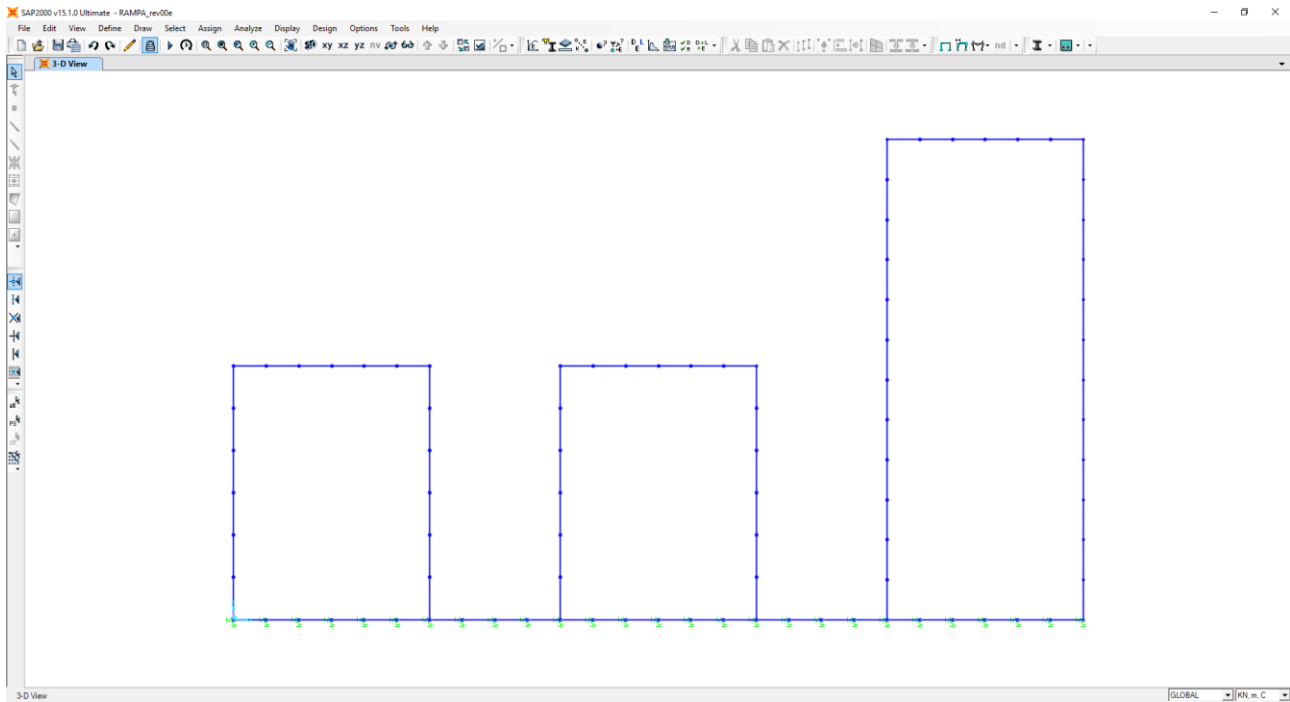 SAP2000 v15.1.0 Ultimate - RAMPA_rev00e
File Edit View Define Draw Select Assign Analyze Display Design Options Tools Help
xy xz yz nv nd
3-D View
3-D View GLOBAL KN, m, C